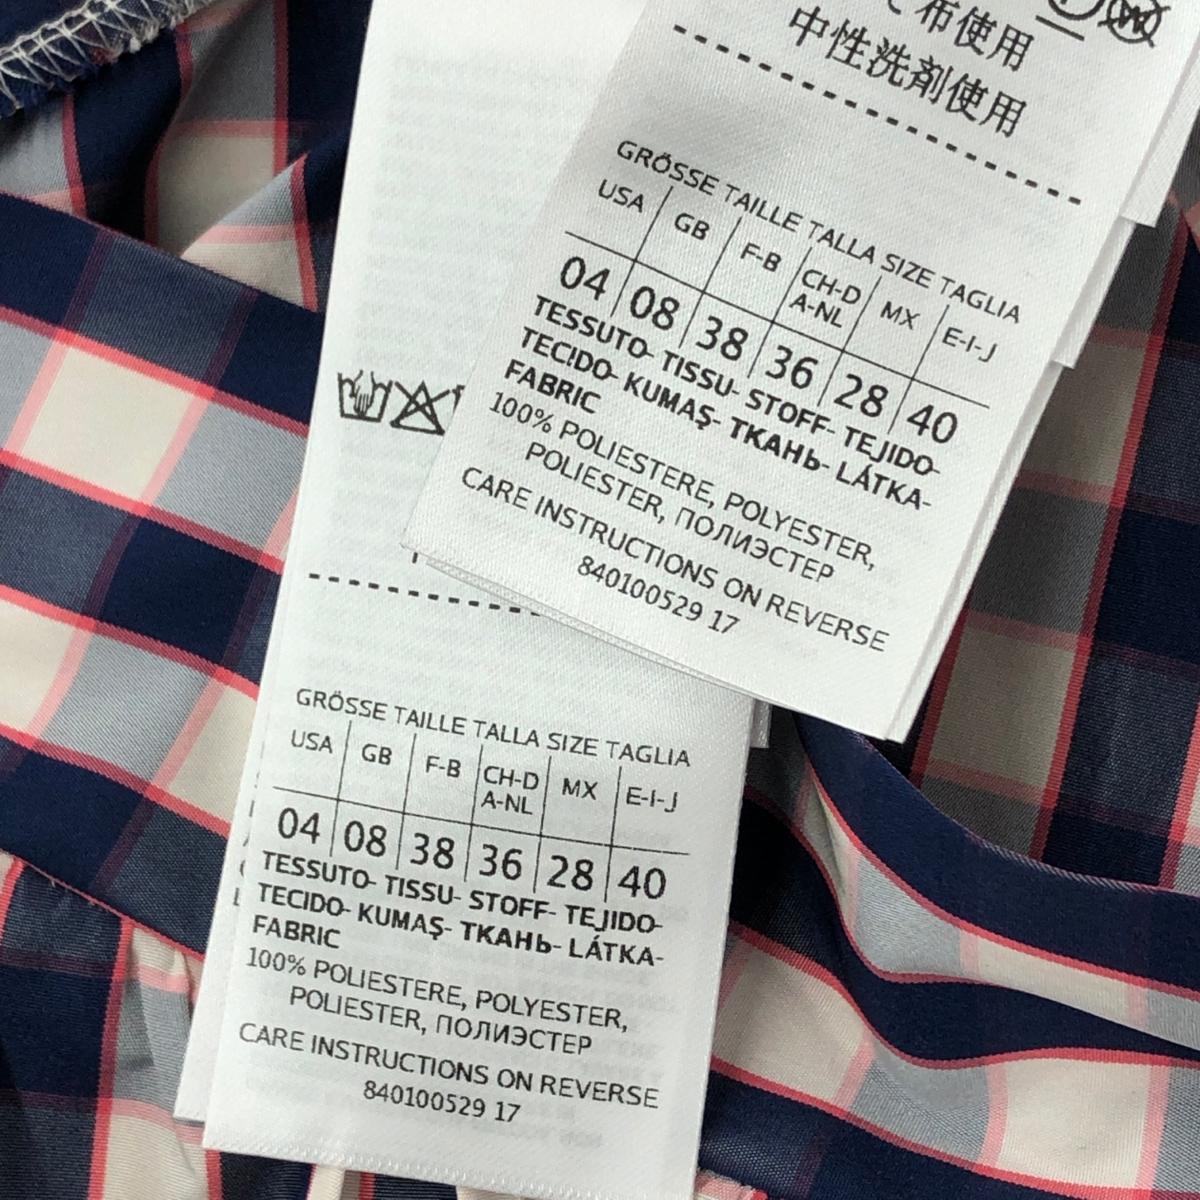 て布使用
中性洗剤使用
GRÖSSE TAILLE TALLA SIZE TAGLIA
USA GB F-B CH-D A-NL MX E-I-J
04 08 38 36 28 40
TESSUTO- TISSU- STOFF- TEJIDO-
TECIDO- KUMAŞ- ТКАНЬ- LÁTKA-
FABRIC
100% POLIESTERE, POLYESTER,
POLIESTER, ПОЛИЭСТЕР
CARE INSTRUCTIONS ON REVERSE
840100529 17
GRÖSSE TAILLE TALLA SIZE TAGLIA
USA GB F-B CH-D A-NL MX E-I-J
04 08 38 36 28 40
TESSUTO- TISSU- STOFF- TEJIDO-
TECIDO- KUMAŞ- ТКАНЬ- LÁTKA-
FABRIC
100% POLIESTERE, POLYESTER,
POLIESTER, ПОЛИЭСТЕР
CARE INSTRUCTIONS ON REVERSE
840100529 17